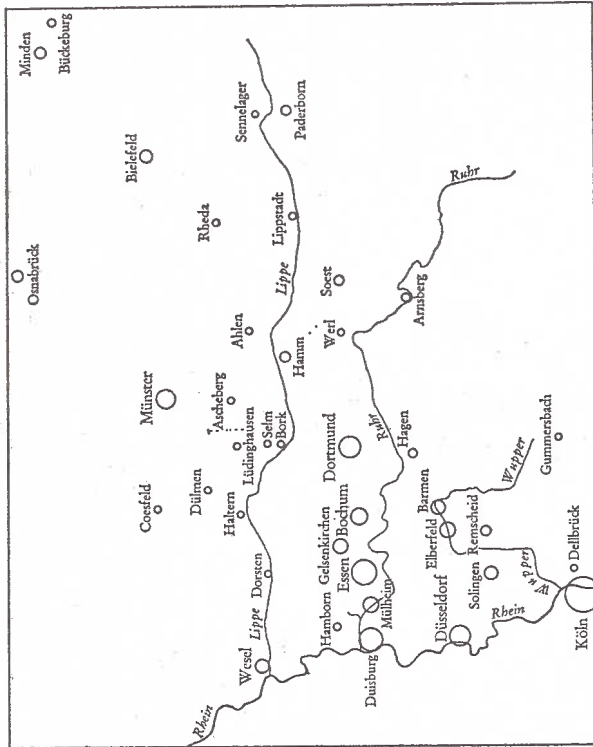 Minden
Osnabrück
Bückeburg
Bielefeld
Coesfeld
Münster
Dülmen
Rheda
Rhein
Ascheberg
Haltern
Ahlen
Wesel
Sennelager
Lüdinghausen
Dorsten
Lippe
Selm
Lippstadt
Bork
Lippe
Paderborn
Hamm
Hamborn
Gelsenkirchen
Werl
Dortmund
Soest
Bochum
Essen
Duisburg
Ruhr
Mülheim
Hagen
Arnsberg
Barmen
Elberfeld
Düsseldorf
Ruhr
Solingen
Remscheid
Rhein
Wupper
Wupper
Gummersbach
Dellbrück
Köln